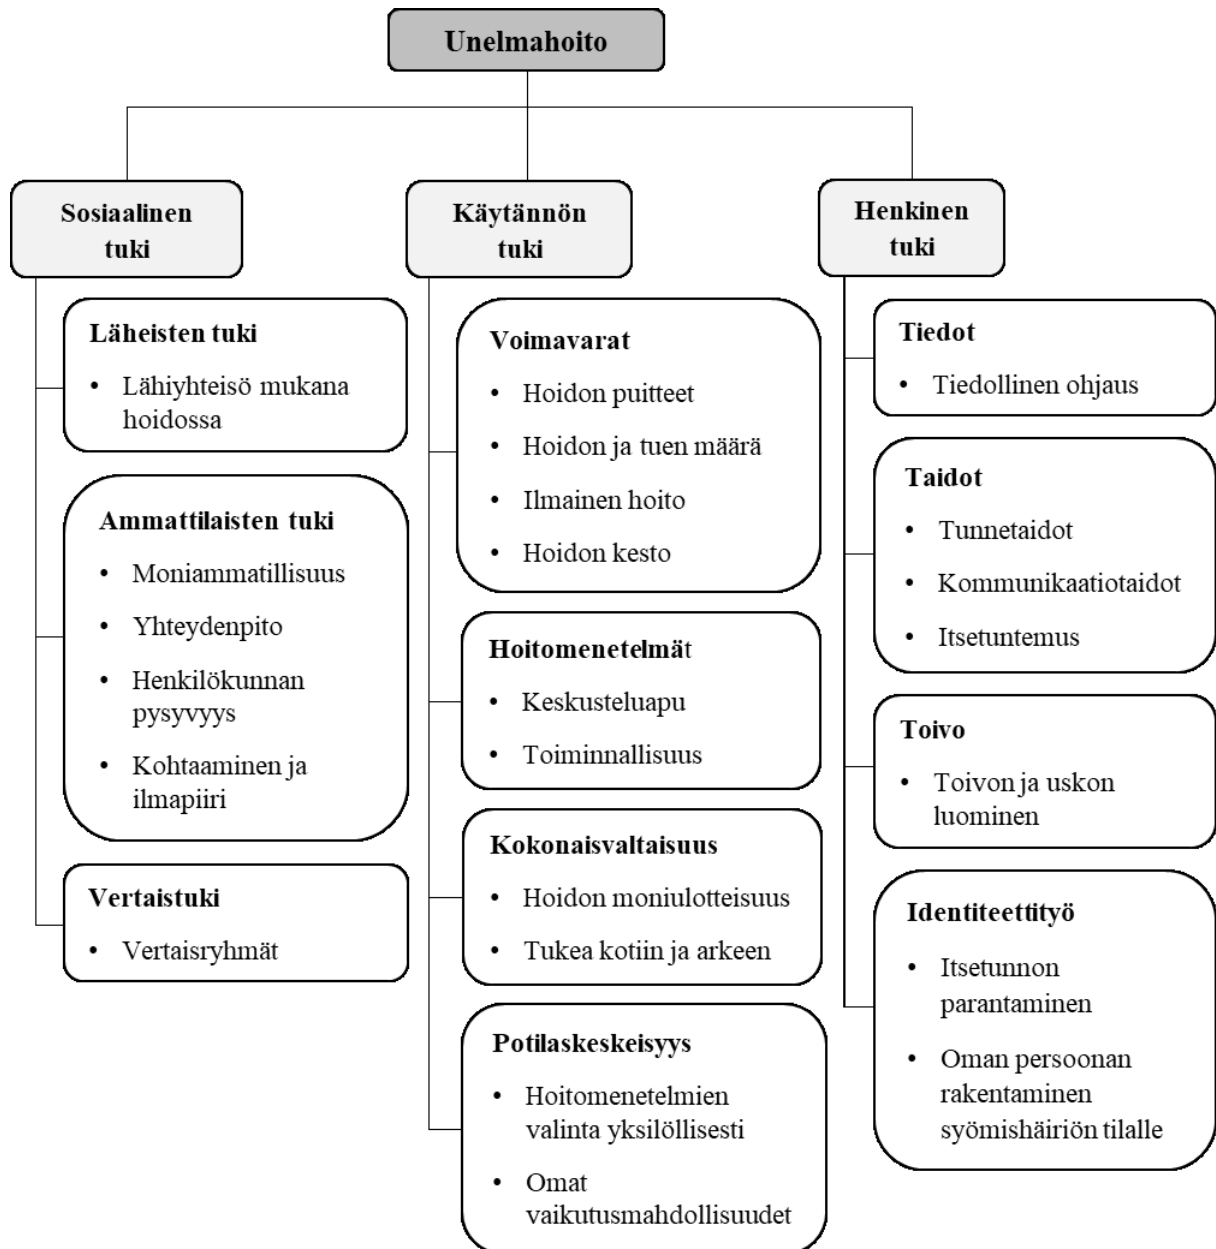 Unelmahoito
Sosiaalinen
tuki
Läheisten tuki
• Lähiyhteisö mukana
hoidossa
Ammattilaisten tuki
• Moniammatillisuus
• Yhteydenpito
• Henkilökunnan
pysyvyys
• Kohtaaminen ja
ilmapiiri
Vertaistuki
• Vertaisryhmät
Käytännön
tuki
Voimavarat
• Hoidon puitteet
• Hoidon ja tuen määrä
• Ilmainen hoito
• Hoidon kesto
Hoitomenetelmät
• Keskusteluapu
• Toiminnallisuus
Kokonaisvaltaisuus
• Hoidon moniulotteisuus
• Tukea kotiin ja arkeen
Potilaskeskeisyys
• Hoitomenetelmien
valinta yksilöllisesti
• Omat
vaikutusmahdollisuudet
Henkinen
tuki
Tiedot
• Tiedollinen ohjaus
Taidot
• Tunnetaidot
• Kommunikaatiotaidot
• Itsetuntemus
Toivo
• Toivon ja uskon
luominen
Identiteettityö
• Itsetunnon
parantaminen
• Oman persoonan
rakentaminen
syömishäiriön tilalle